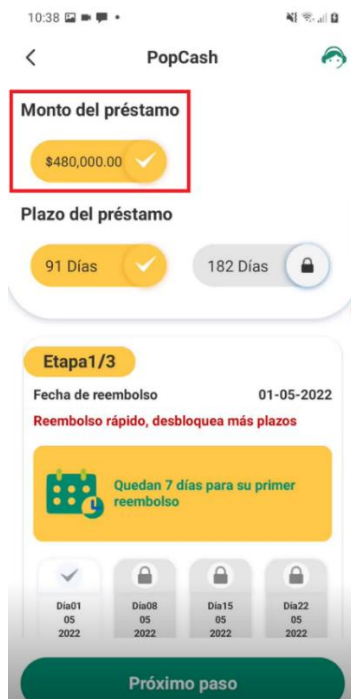 10:38
PopCash
Monto del préstamo
$480,000.00
Plazo del préstamo
91 Días
182 Días
Etapa1/3
Fecha de reembolso 01-05-2022
Reembolso rápido, desbloquea más plazos
Quedan 7 días para su primer
reembolso
Día01 Día08 Día15 Día22
05 05 05 05
2022 2022 2022 2022
Próximo paso